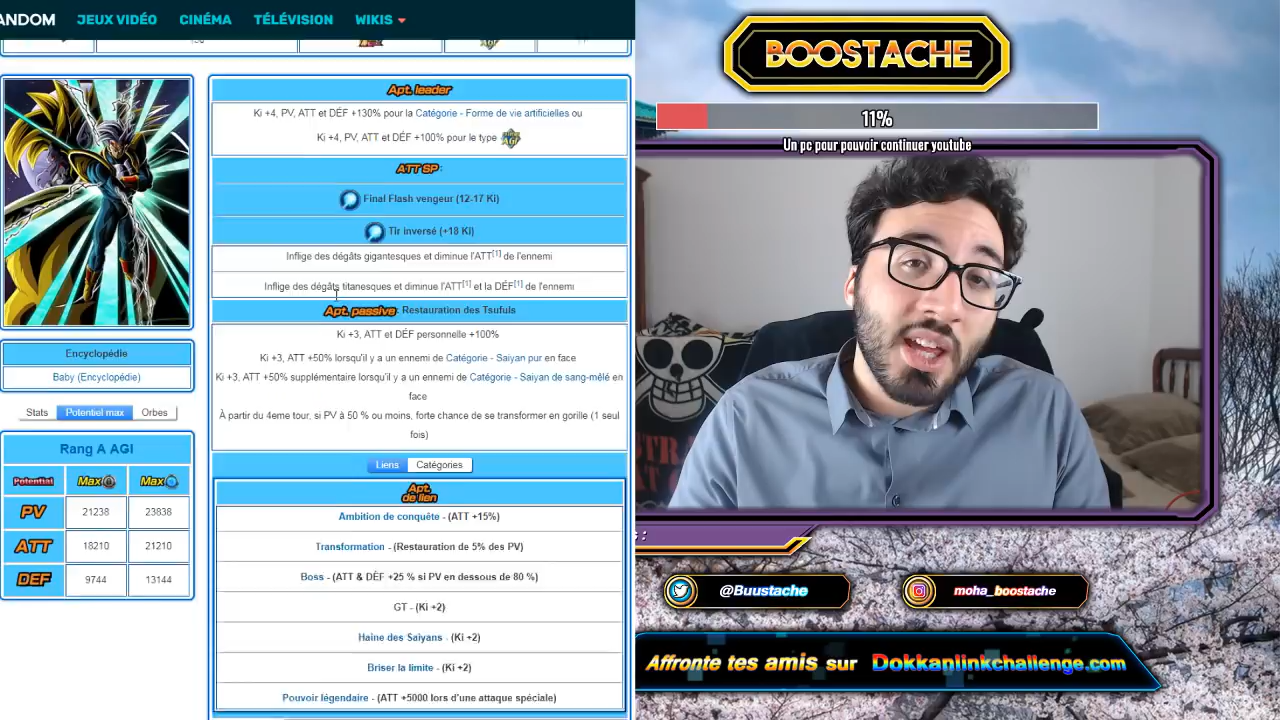 ANDOM
JEUX VIDÉO
CINÉMA
TÉLÉVISION
WIKIS
Apt. leader
Ki +4, PV, ATT et DÉF +130% pour la Catégorie - Forme de vie artificielles ou
Ki +4, PV, ATT et DÉF +100% pour le type
ATT SP:
Final Flash vengeur (12-17 Ki)
Tir inversé (+18 KI)
Inflige des dégâts gigantesques et diminue l'ATT[1] de l'ennemi
Inflige des dégâts titanesques et diminue l'ATT[1] et la DÉF[1] de l'ennemi
Apt. passive: Restauration des Tsufuls
Ki +3, ATT et DÉF personnelle +100%
Ki +3, ATT +50% lorsqu'il y a un ennemi de Catégorie - Saiyan pur en face
Ki +3, ATT +50% supplémentaire lorsqu'il y a un ennemi de Catégorie - Saiyan de sang-mêlé en
face
À partir du 4eme tour, si PV à 50 % ou moins, forte chance de se transformer en gorille (1 seul
fois)
Liens
Catégories
Apt.
de lien
Ambition de conquête - (ATT +15%)
Transformation - (Restauration de 5% des PV)
Boss - (ATT & DÉF +25 % si PV en dessous de 80 %)
GT - (Ki +2)
Haine des Saiyans - (Ki +2)
Briser la limite - (Ki +2)
Pouvoir légendaire - (ATT +5000 lors d'une attaque spéciale)
Encyclopédie
Baby (Encyclopédie)
Stats
Potentiel max
Orbes
Rang A AGI
Potential Max Max
PV 21238 23838
ATT 18210 21210
DEF 9744 13144
BOOSTACHE
11%
Un pc pour pouvoir continuer youtube
@Buustache
moha_boostache
Affronte tes amis sur Dokkanlinkchallenge.com